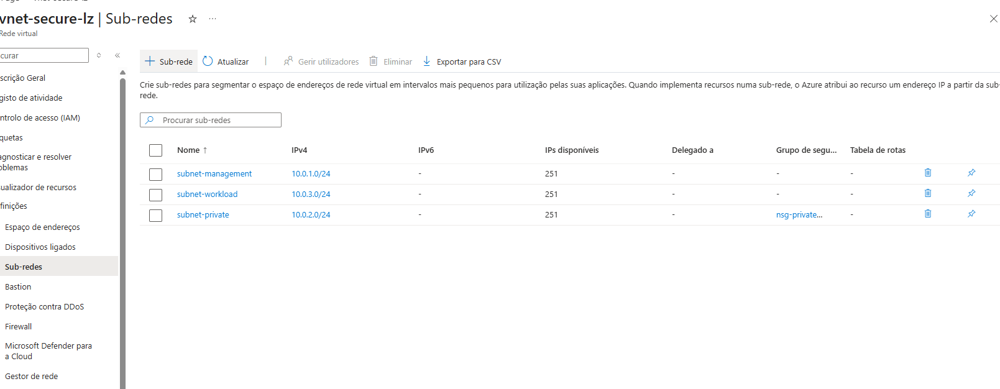 vnet-secure-lz | Sub-redes
Rede virtual
curar
scrição Geral
gisto de atividade
ntrolo de acesso (IAM)
quetas
agnosticar e resolver
oblemas
ualizador de recursos
finições
Espaço de endereços
Dispositivos ligados
Sub-redes
Bastion
Proteção contra DDoS
Firewall
Microsoft Defender para
a Cloud
Gestor de rede
Sub-rede Atualizar Gerir utilizadores Eliminar Exportar para CSV
Crie sub-redes para segmentar o espaço de endereços de rede virtual em intervalos mais pequenos para utilização pelas suas aplicações. Quando implementa recursos numa sub-rede, o Azure atribui ao recurso um endereço IP a partir da sub-
rede.
Procurar sub-redes
Nome ↑ IPv4 IPv6 IPs disponíveis Delegado a Grupo de segu... Tabela de rotas
subnet-management 10.0.1.0/24 - 251 - - -
subnet-workload 10.0.3.0/24 - 251 - - -
subnet-private 10.0.2.0/24 - 251 - nsg-private... -